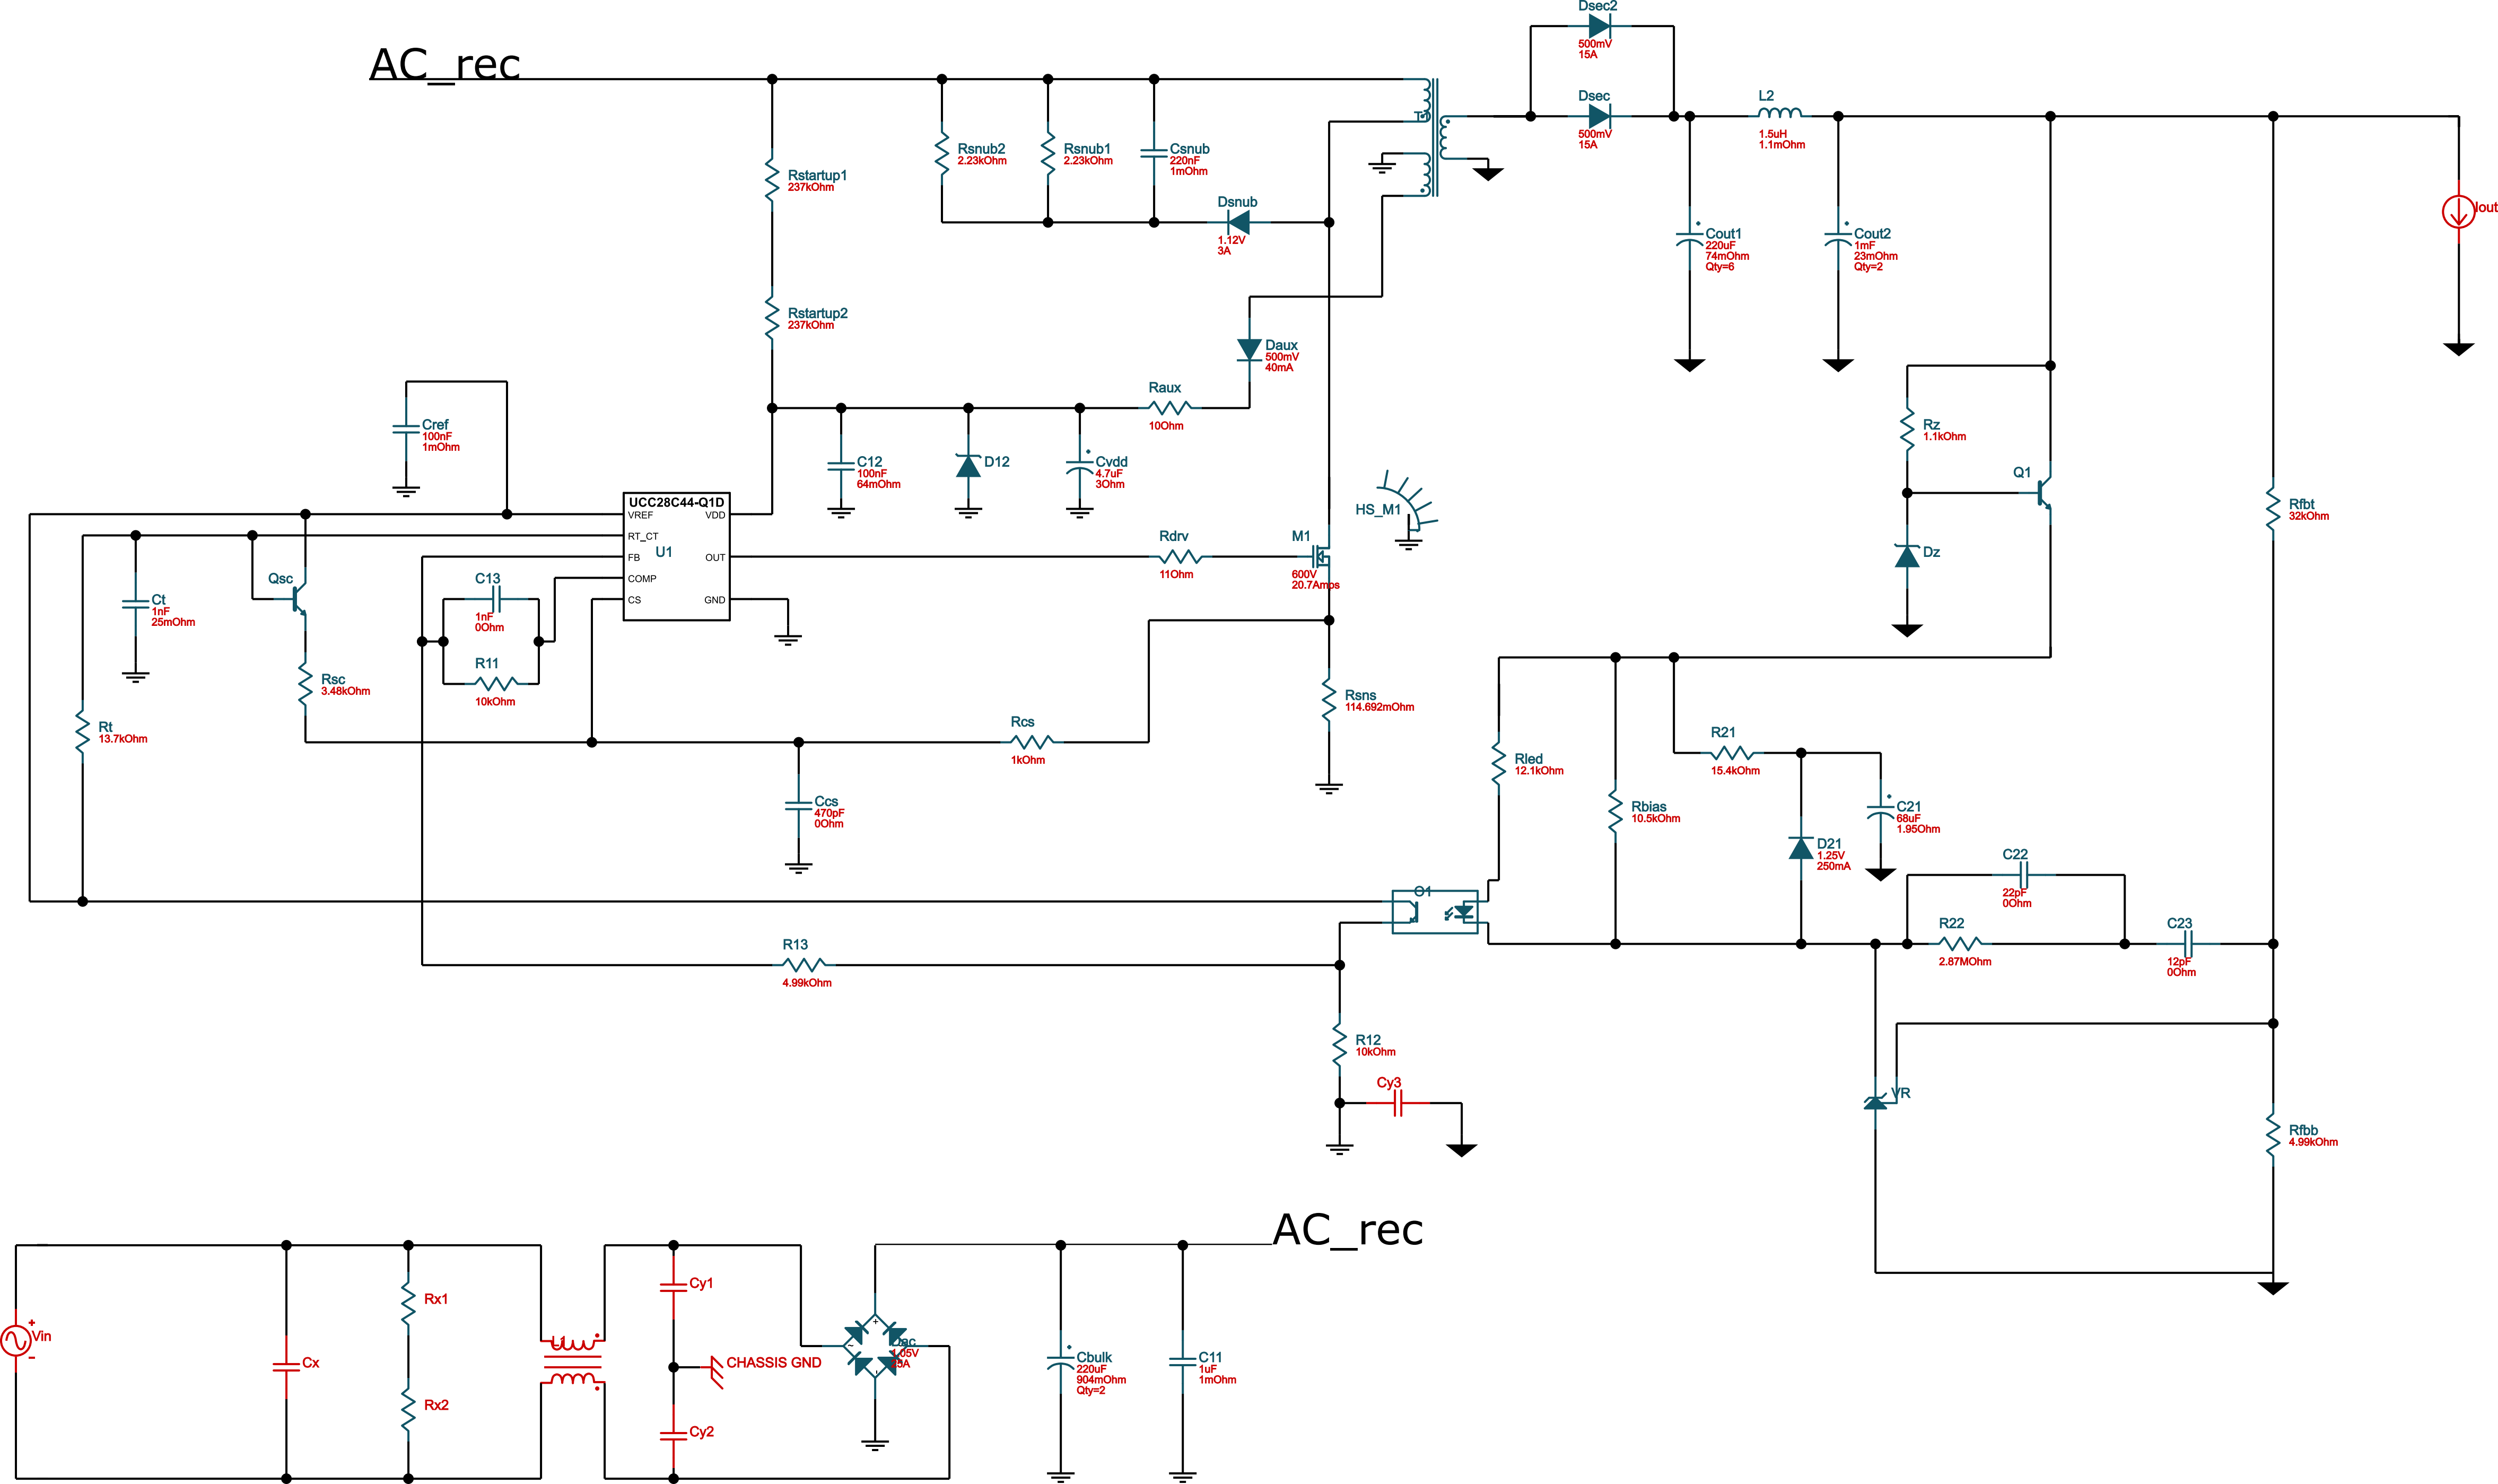 Dsec2
500mV
15A
AC_rec
Dsec
500mV
15A
L2
1.5uH
1.1mOhm
Rsnub2
2.23kOhm
Rsnub1
2.23kOhm
Csnub
220nF
1mOhm
Rstartup1
237kOhm
Dsnub
1.12V
3A
Iout
Cout1
220uF
74mOhm
Qty=6
Cout2
1mF
23mOhm
Qty=2
Rstartup2
237kOhm
Daux
500mV
40mA
Raux
10Ohm
Cref
100nF
1mOhm
Rz
1.1kOhm
C12
100nF
64mOhm
D12
Cvdd
4.7uF
3Ohm
Q1
UCC28C44-Q1D
VREF
VDD
RT_CT
U1
FB
OUT
COMP
CS
GND
HS_M1
Rfbt
32kOhm
Rdrv
11Ohm
M1
600V
20.7Amps
Dz
Qsc
C13
1nF
0Ohm
Ct
1nF
25mOhm
R11
10kOhm
Rsc
3.48kOhm
Rsns
114.692mOhm
Rt
13.7kOhm
Rcs
1kOhm
R21
15.4kOhm
Rled
12.1kOhm
Ccs
470pF
0Ohm
Rbias
10.5kOhm
C21
68uF
1.95Ohm
D21
1.25V
250mA
C22
22pF
0Ohm
O1
R22
2.87MOhm
C23
12pF
0Ohm
R13
4.99kOhm
R12
10kOhm
Cy3
VR
Rfbb
4.99kOhm
AC_rec
Cy1
Rx1
Vin
L1
Cx
CHASSIS GND
Cbulk
220uF
904mOhm
Qty=2
C11
1uF
1mOhm
Rx2
Cy2